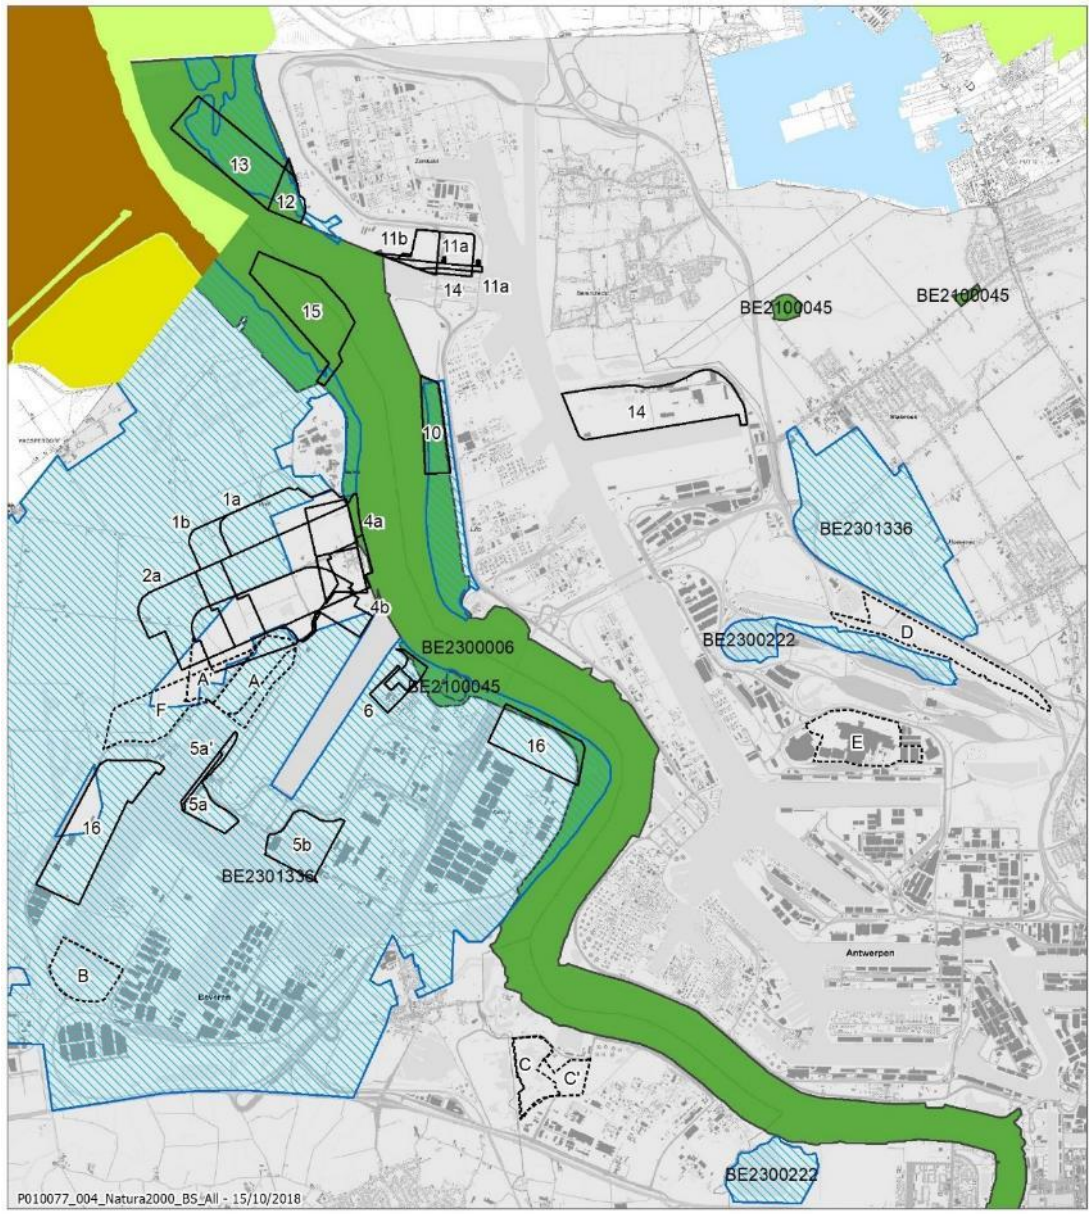 13
12
11b
11a
11a
14
BE2100045
BE2100045
15
14
10
1a
1b
4a
BE2301336
2a
4b
BE2300222
D
BE2300006
A'
A
BE2100045
F
6
5a'
16
E
5a
16
5b
BE2301336
Antwerpen
B
Beveren
C
C'
BE2300222
P010077_004_Natura2000_BS_All - 15/10/2018